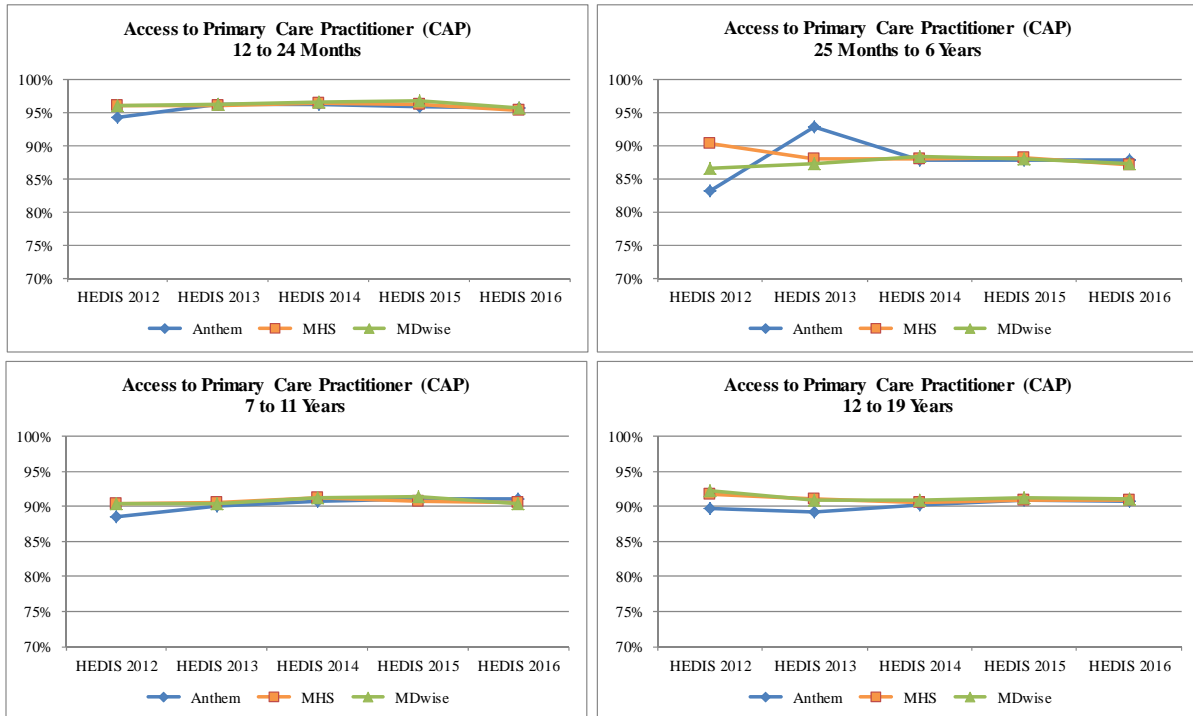 Access to Primary Care Practitioner (CAP)
12 to 24 Months
100%
95%
90%
85%
80%
75%
70%
HEDIS 2012 HEDIS 2013 HEDIS 2014 HEDIS 2015 HEDIS 2016
Anthem MHS MDwise
Access to Primary Care Practitioner (CAP)
25 Months to 6 Years
100%
95%
90%
85%
80%
75%
70%
HEDIS 2012 HEDIS 2013 HEDIS 2014 HEDIS 2015 HEDIS 2016
Anthem MHS MDwise
Access to Primary Care Practitioner (CAP)
7 to 11 Years
100%
95%
90%
85%
80%
75%
70%
HEDIS 2012 HEDIS 2013 HEDIS 2014 HEDIS 2015 HEDIS 2016
Anthem MHS MDwise
Access to Primary Care Practitioner (CAP)
12 to 19 Years
100%
95%
90%
85%
80%
75%
70%
HEDIS 2012 HEDIS 2013 HEDIS 2014 HEDIS 2015 HEDIS 2016
Anthem MHS MDwise